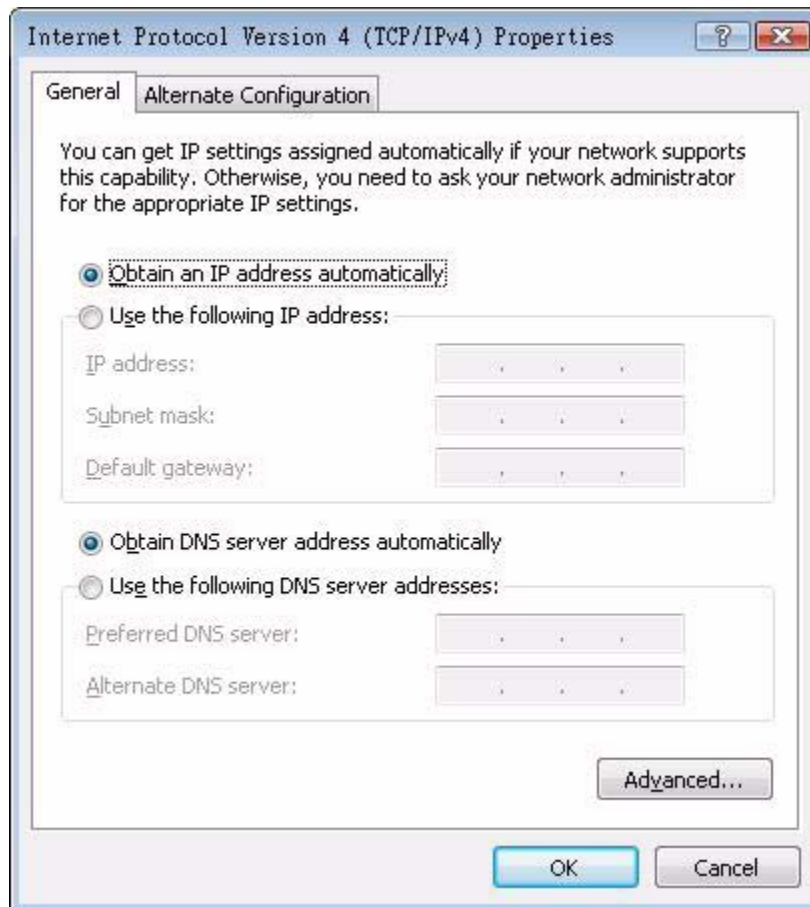 Internet Protocol Version 4 (TCP/IPv4) Properties
General
Alternate Configuration
You can get IP settings assigned automatically if your network supports
this capability. Otherwise, you need to ask your network administrator
for the appropriate IP settings.
Obtain an IP address automatically
Use the following IP address:
IP address:
Subnet mask:
Default gateway:
Obtain DNS server address automatically
Use the following DNS server addresses:
Preferred DNS server:
Alternate DNS server:
Advanced...
OK
Cancel